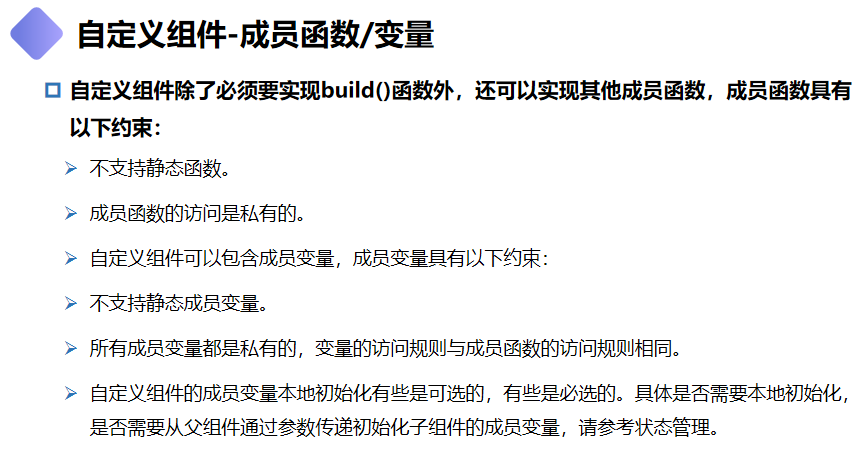 自定义组件-成员函数/变量
自定义组件除了必须要实现build()函数外，还可以实现其他成员函数，成员函数具有
以下约束：
不支持静态函数。
成员函数的访问是私有的。
自定义组件可以包含成员变量，成员变量具有以下约束：
不支持静态成员变量。
所有成员变量都是私有的，变量的访问规则与成员函数的访问规则相同。
自定义组件的成员变量本地初始化有些是可选的，有些是必选的。具体是否需要本地初始化，
是否需要从父组件通过参数传递初始化子组件的成员变量，请参考状态管理。